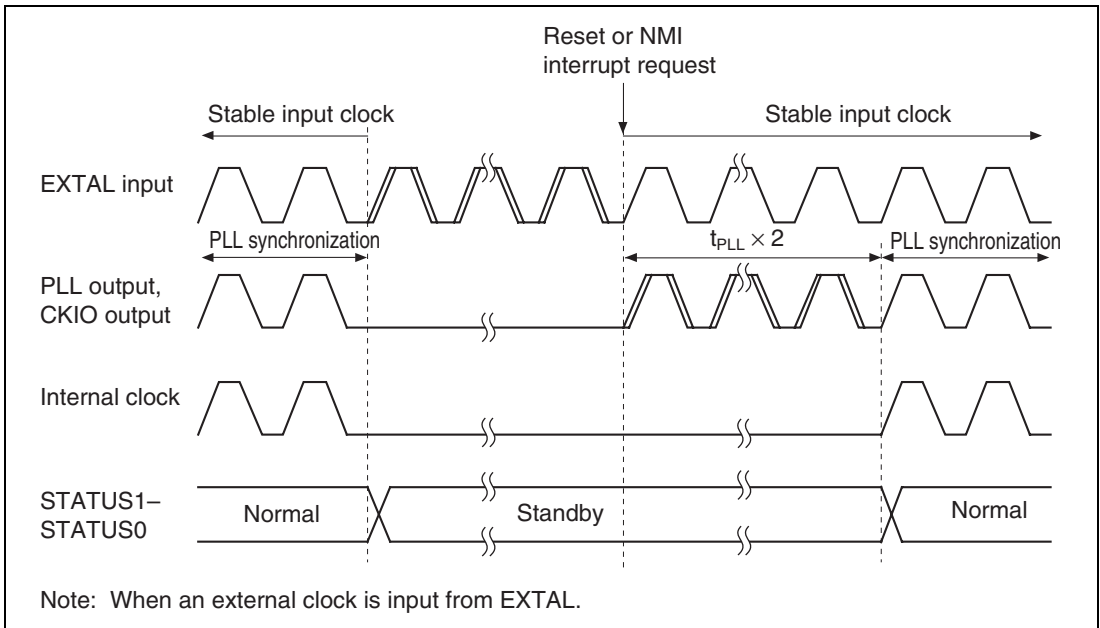 Reset or NMI
interrupt request
Stable input clock
Stable input clock
EXTAL input
PLL synchronization
tPLL × 2
PLL synchronization
PLL output,
CKIO output
Internal clock
STATUS1–
STATUS0
Normal
Standby
Normal
Note: When an external clock is input from EXTAL.